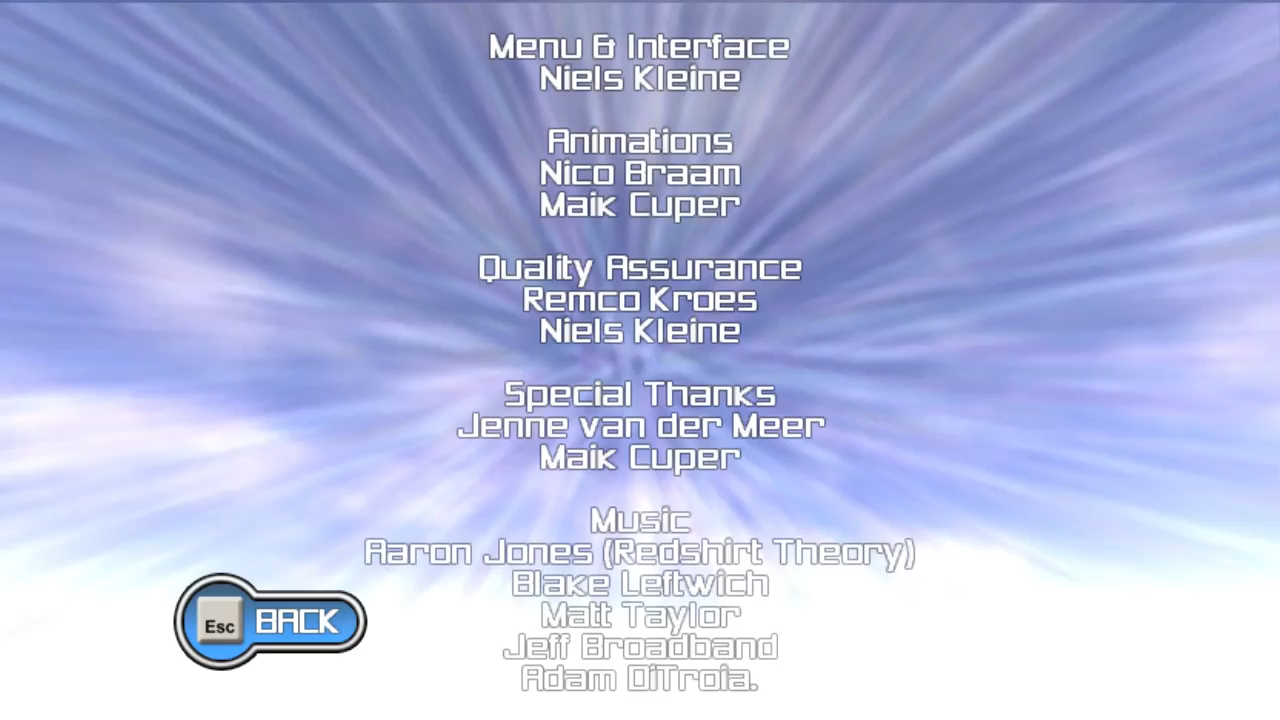 Menu & Interface
Niels Kleine
Animations
Nico Braam
Maik Cuper
Quality Assurance
Remco Kroes
Niels Kleine
Special Thanks
Jenne van der Meer
Maik Cuper
Music
Aaron Jones (Redshirt Theory)
Blake Leftwich
Matt Taylor
Jeff Broadband
Adam DiTroia.
Esc BACK